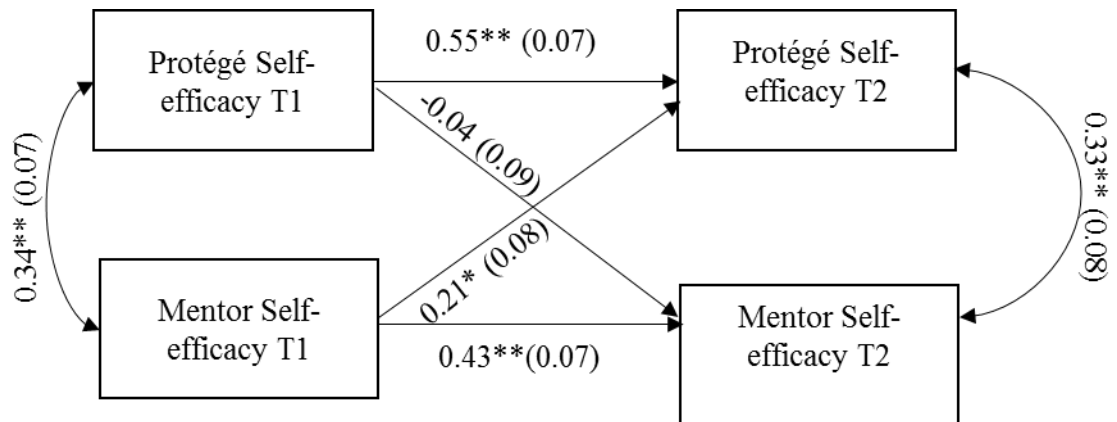 Protégé Self-
efficacy T1
0.55** (0.07)
Protégé Self-
efficacy T2
-0.04 (0.09)
0.34** (0.07)
0.33** (0.08)
0.21* (0.08)
Mentor Self-
efficacy T1
0.43**(0.07)
Mentor Self-
efficacy T2